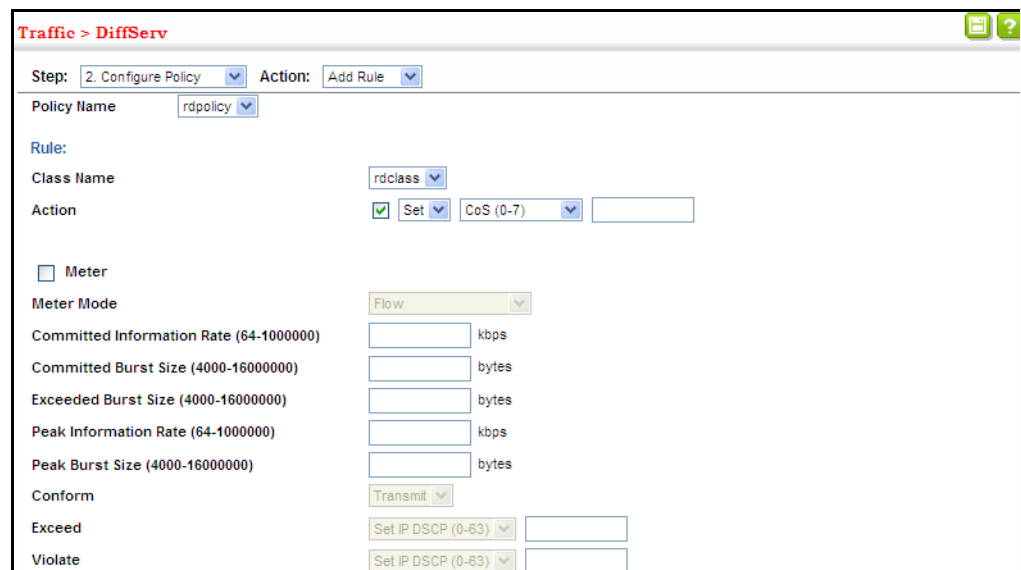 Traffic > DiffServ
?
Step: 2. Configure Policy Action: Add Rule
Policy Name rdpolicy
Rule:
Class Name rdclass
Action Set CoS (0-7)
Meter
Meter Mode Flow
Committed Information Rate (64-1000000) kbps
Committed Burst Size (4000-16000000) bytes
Exceeded Burst Size (4000-16000000) bytes
Peak Information Rate (64-1000000) kbps
Peak Burst Size (4000-16000000) bytes
Conform Transmit
Exceed Set IP DSCP (0-63)
Violate Set IP DSCP (0-63)